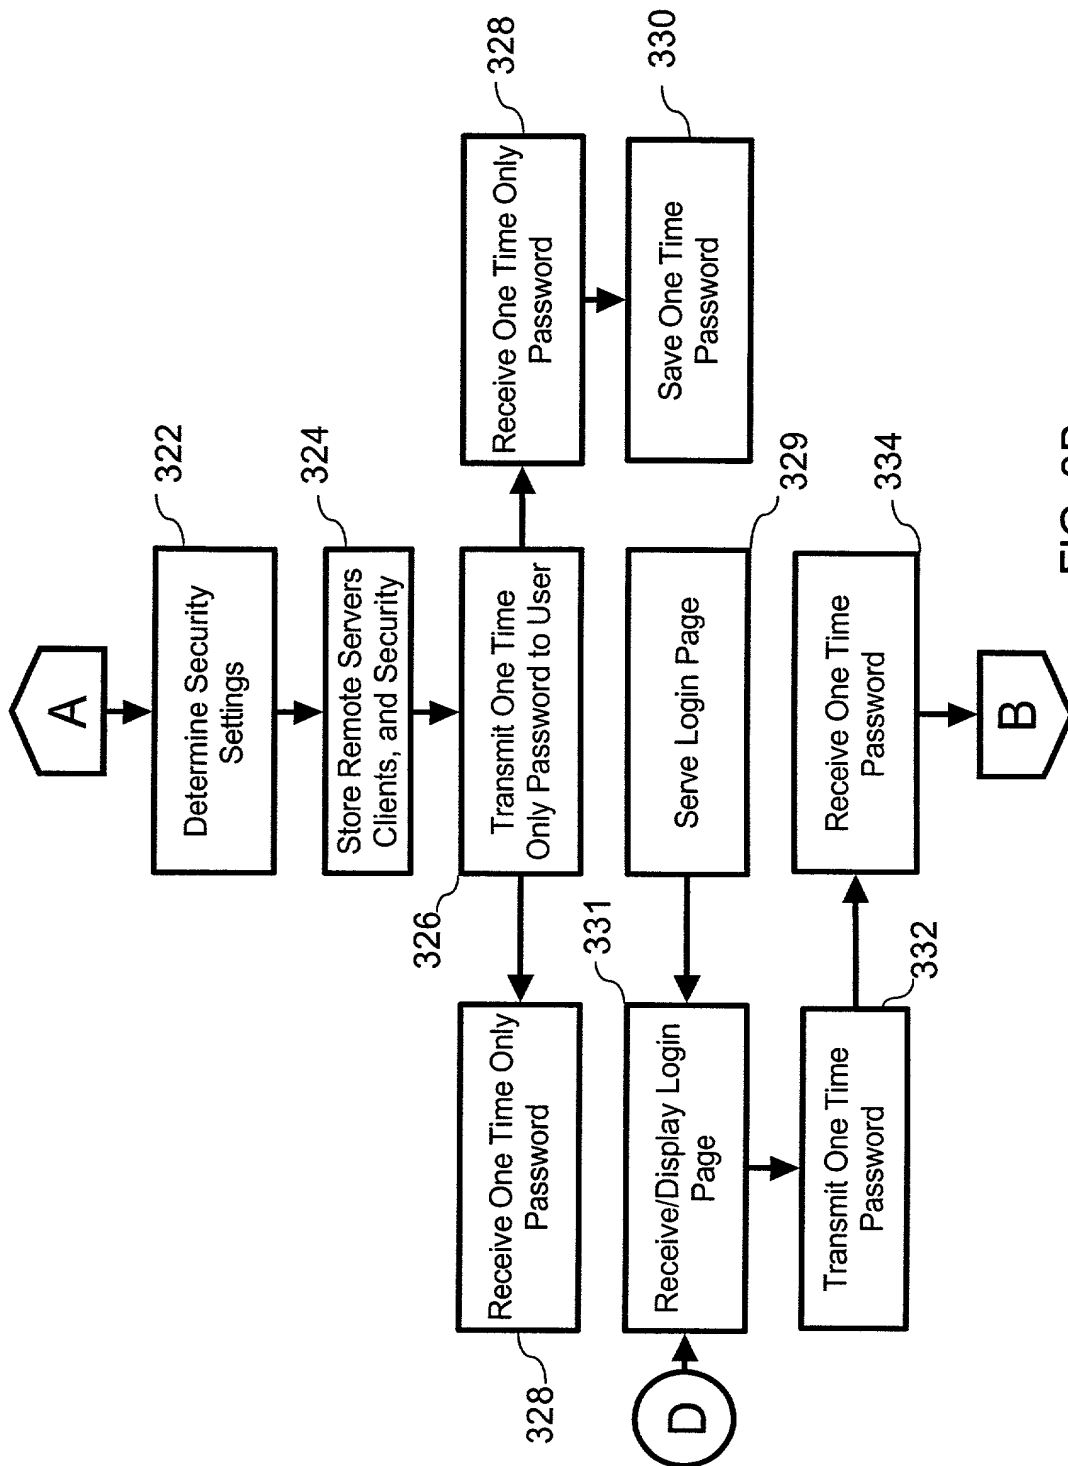 A
Determine Security
Settings
322
Store Remote Servers
Clients, and Security
324
Transmit One Time
Only Password to User
326
Receive One Time Only
Password
328
Receive One Time Only
Password
328
Save One Time
Password
330
Serve Login Page
329
D
Receive/Display Login
Page
331
Transmit One Time
Password
332
Receive One Time
Password
334
B
FIG.